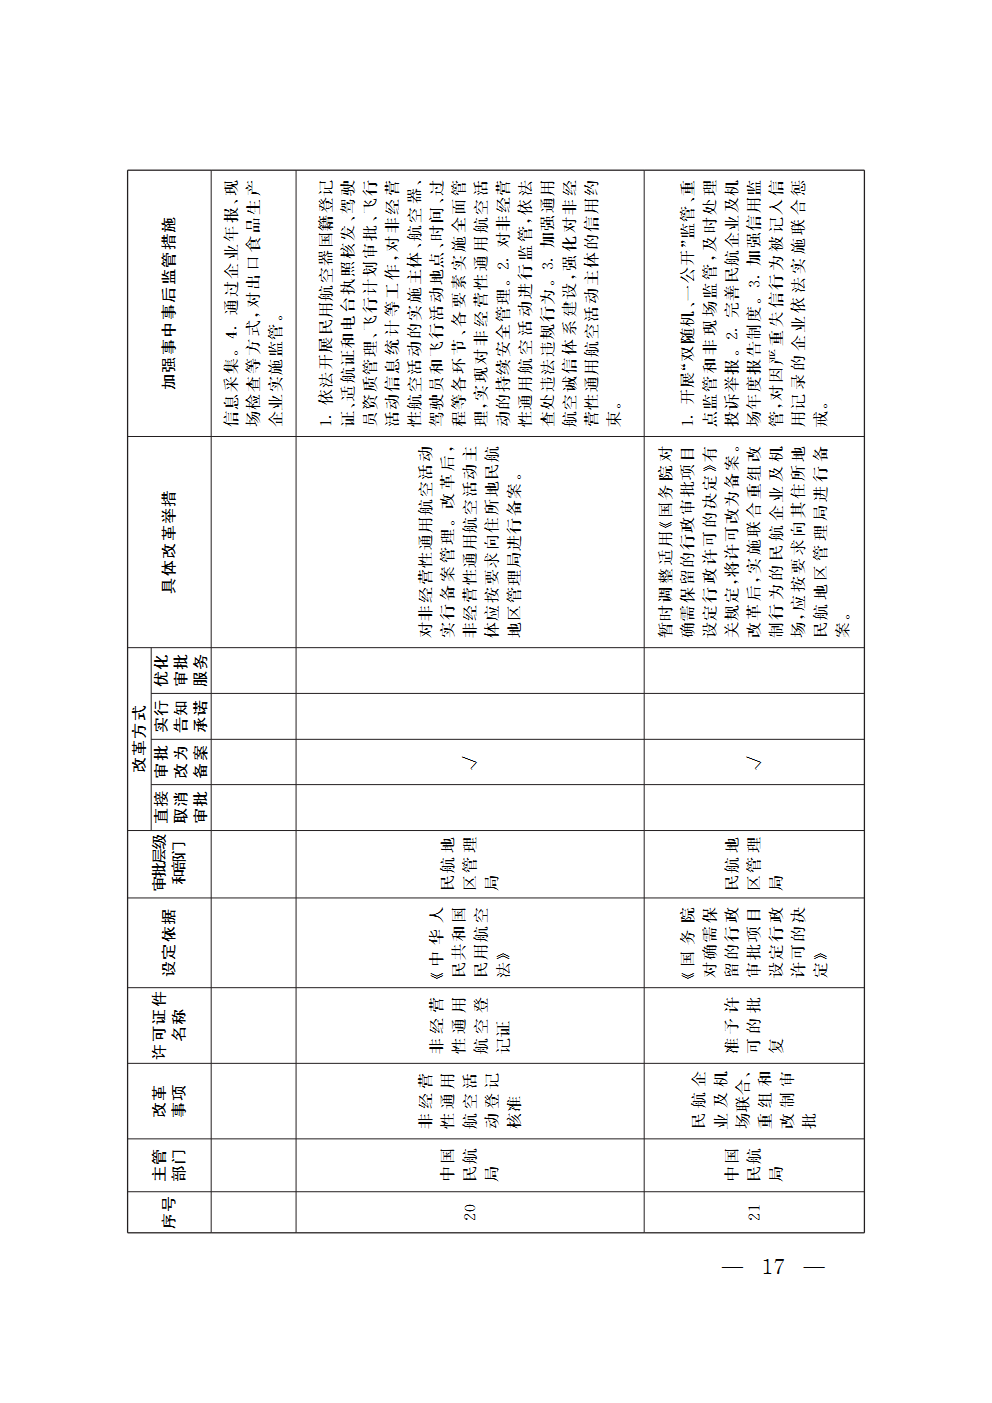 序号
主管
部门
改革
事项
许可证件
名称
设定依据
审批层级
和部门
改革方式
直接
取消
审批
审批
改为
备案
实行
告知
承诺
优化
审批
服务
具体改革举措
加强事中事后监管措施
信息采集。4. 通过企业年报、现
场检查等方式,对出口食品生产
企业实施监管。
20
中国
民航
局
非经营
性通用
航空活
动登记
核准
非经营
性通用
航空登
记证
《中华人
民共和国
民用航空
法》
民航地
区管理
局
√
对非经营性通用航空活动
实行备案管理。改革后,
非经营性通用航空活动主
体应按要求向住所地民航
地区管理局进行备案。
1. 依法开展民用航空器国籍登记
证、适航证和电台执照核发、驾驶
员资质管理、飞行计划审批、飞行
活动信息统计等工作,对非经营
性航空活动的实施主体、航空器、
驾驶员和飞行活动地点、时间、过
程等各环节、各要素实施全面管
理,实现对非经营性通用航空活
动的持续安全管理。2. 对非经营
性通用航空活动进行监管,依法
查处违法违规行为。3. 加强通用
航空诚信体系建设,强化对非经
营性通用航空活动主体的信用约
束。
21
中国
民航
局
民航企
业及机
场联合、
重组和
改制审
批
准予许
可的批
复
《国务院
对确需保
留的行政
审批项目
设定行政
许可的决
定》
民航地
区管理
局
√
暂时调整适用《国务院对
确需保留的行政审批项目
设定行政许可的决定》有
关规定,将许可改为备案。
改革后,实施联合重组改
制行为的民航企业及机
场,应按要求向其住所地
民航地区管理局进行备
案。
1. 开展“双随机、一公开”监管、重
点监管和非现场监管,及时处理
投诉举报。2. 完善民航企业及机
场年度报告制度。3. 加强信用监
管,对因严重失信行为被记入信
用记录的企业依法实施联合惩
戒。
— 17 —